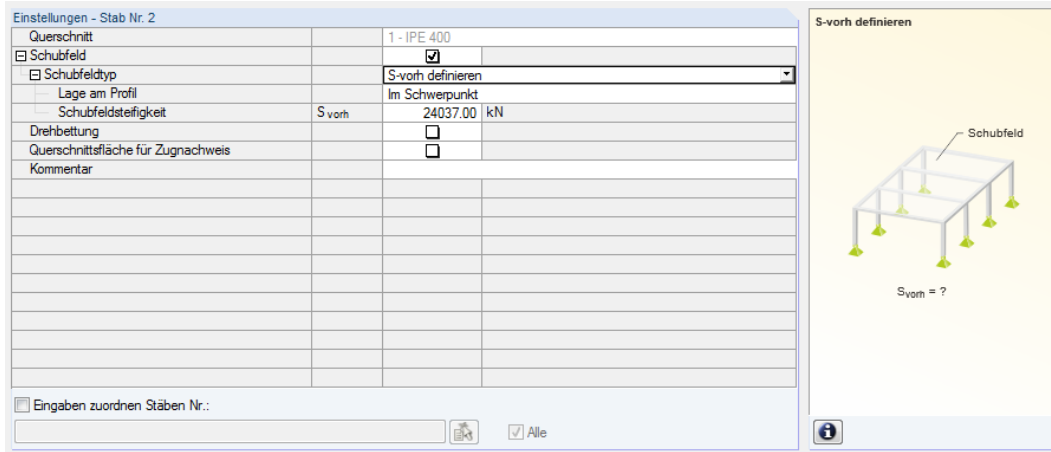 Einstellungen - Stab Nr. 2
Querschnitt 1 - IPE 400
Schubfeld
Schubfeldtyp S-vorh definieren
Lage am Profil Im Schwerpunkt
Schubfeldsteifigkeit S vorh 24037.00 kN
Drehbettung
Querschnittsfläche für Zugnachweis
Kommentar
Eingaben zuordnen Stäben Nr.:
Alle
S-vorh definieren
Schubfeld
Svorh = ?